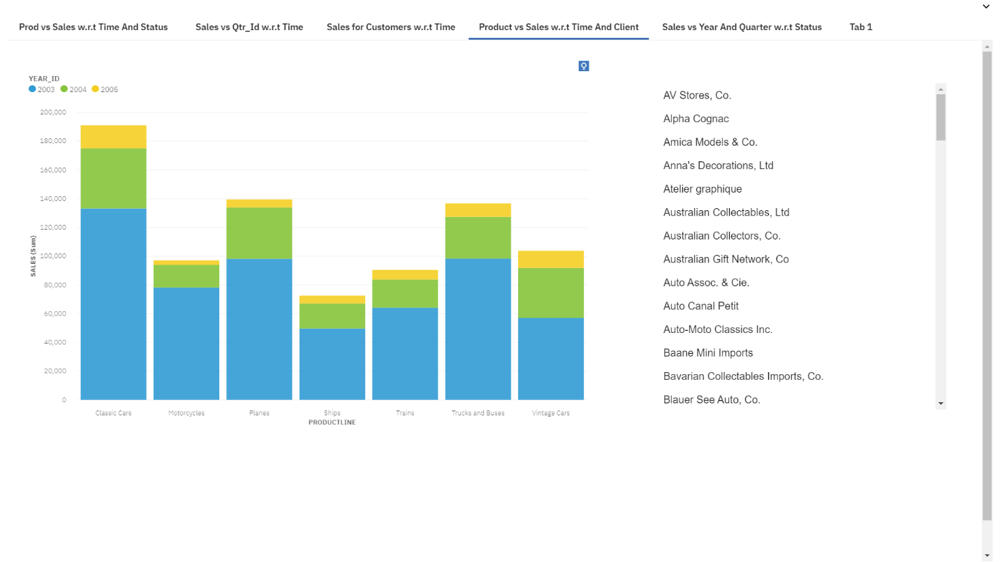 Prod vs Sales w.r.t Time And Status
Sales vs Qtr_Id w.r.t Time
Sales for Customers w.r.t Time
Product vs Sales w.r.t Time And Client
Sales vs Year And Quarter w.r.t Status
Tab 1
YEAR_ID
2003 2004 2005
200,000
180,000
160,000
140,000
120,000
100,000
80,000
60,000
40,000
20,000
0
SALES (Sum)
Classic Cars
Motorcycles
Planes
Ships
Trains
Trucks and Buses
Vintage Cars
PRODUCTLINE
AV Stores, Co.
Alpha Cognac
Amica Models & Co.
Anna's Decorations, Ltd
Atelier graphique
Australian Collectables, Ltd
Australian Collectors, Co.
Australian Gift Network, Co
Auto Assoc. & Cie.
Auto Canal Petit
Auto-Moto Classics Inc.
Baane Mini Imports
Bavarian Collectables Imports, Co.
Blauer See Auto, Co.